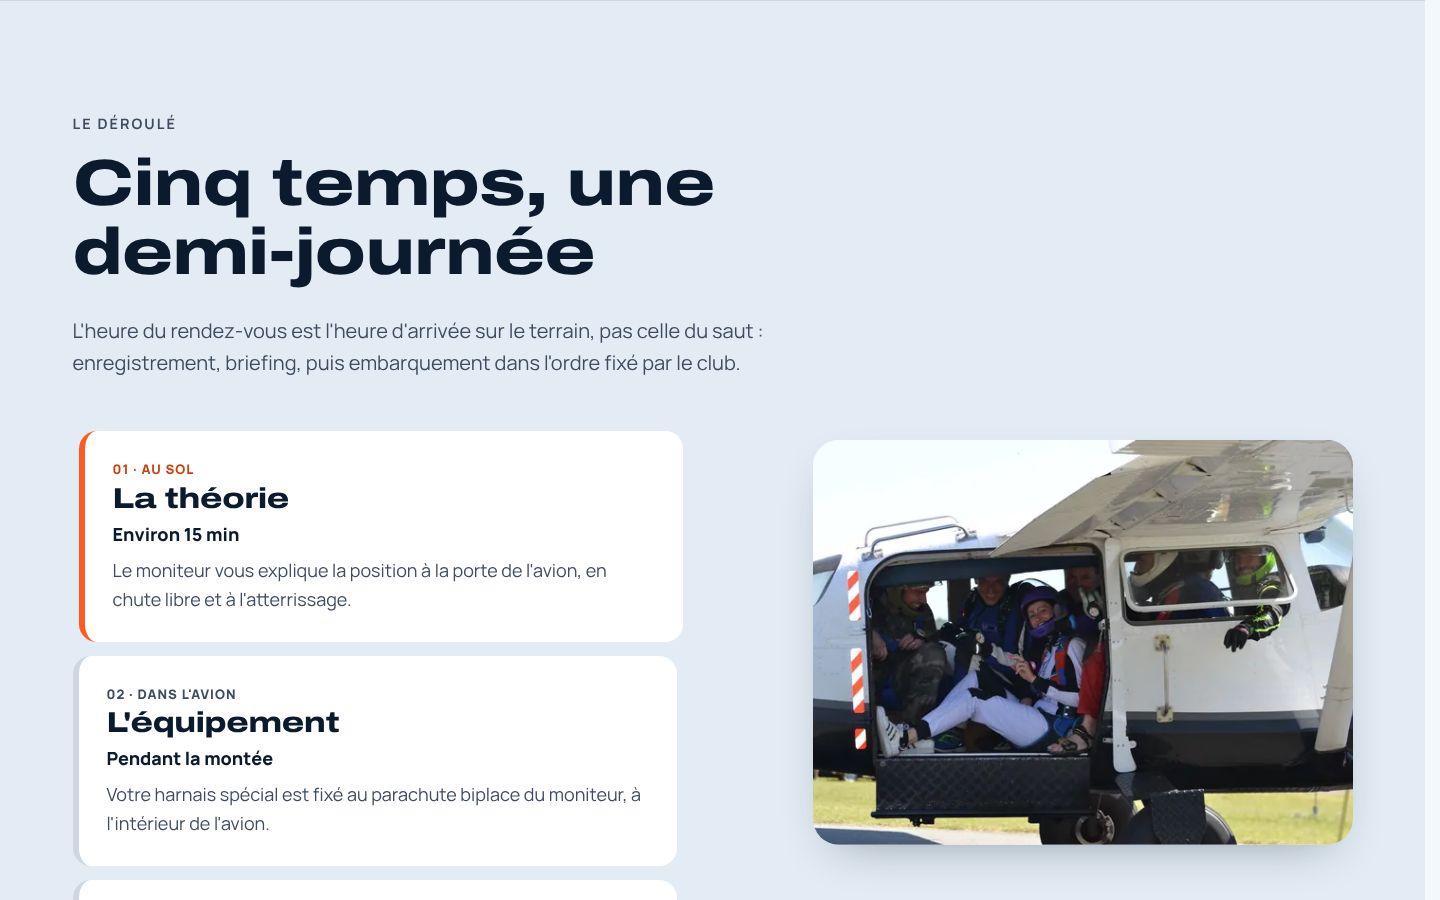 LE DÉROULÉ
Cinq temps, une
demi-journée
L'heure du rendez-vous est l'heure d'arrivée sur le terrain, pas celle du saut :
enregistrement, briefing, puis embarquement dans l'ordre fixé par le club.
01 · AU SOL
La théorie
Environ 15 min
Le moniteur vous explique la position à la porte de l'avion, en
chute libre et à l'atterrissage.
02 · DANS L'AVION
L'équipement
Pendant la montée
Votre harnais spécial est fixé au parachute biplace du moniteur, à
l'intérieur de l'avion.